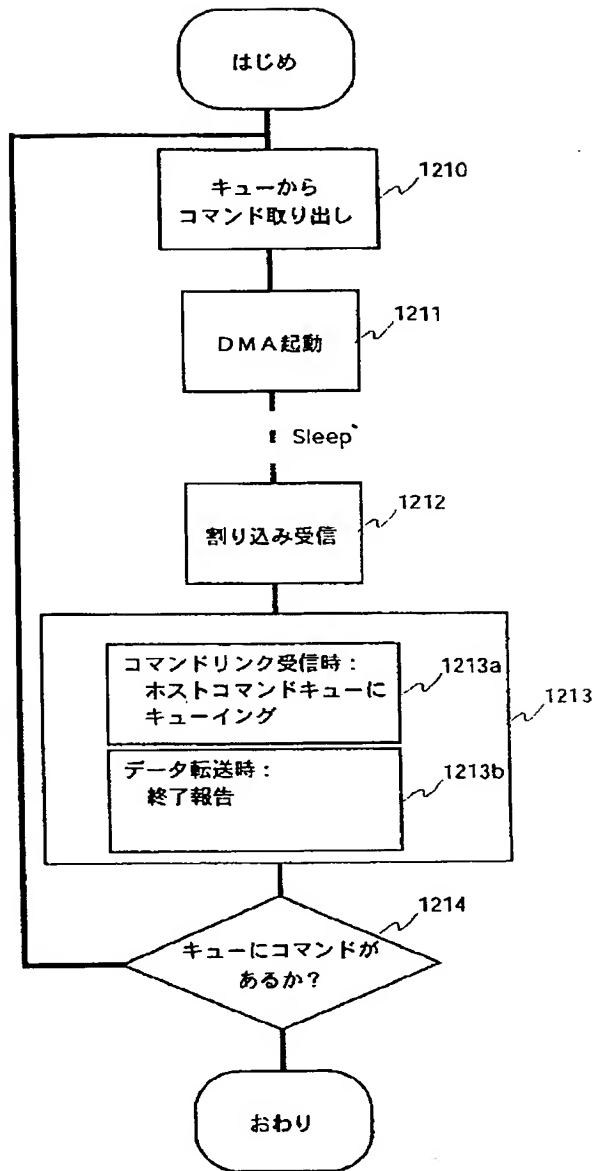 はじめ
キューから
コマンド取り出し
1210
DMA起動
1211
Sleep
割り込み受信
1212
コマンドリンク受信時:
ホストコマンドキューに
キューイング
1213a
1213
データ転送時:
終了報告
1213b
キューにコマンドが
あるか?
1214
おわり